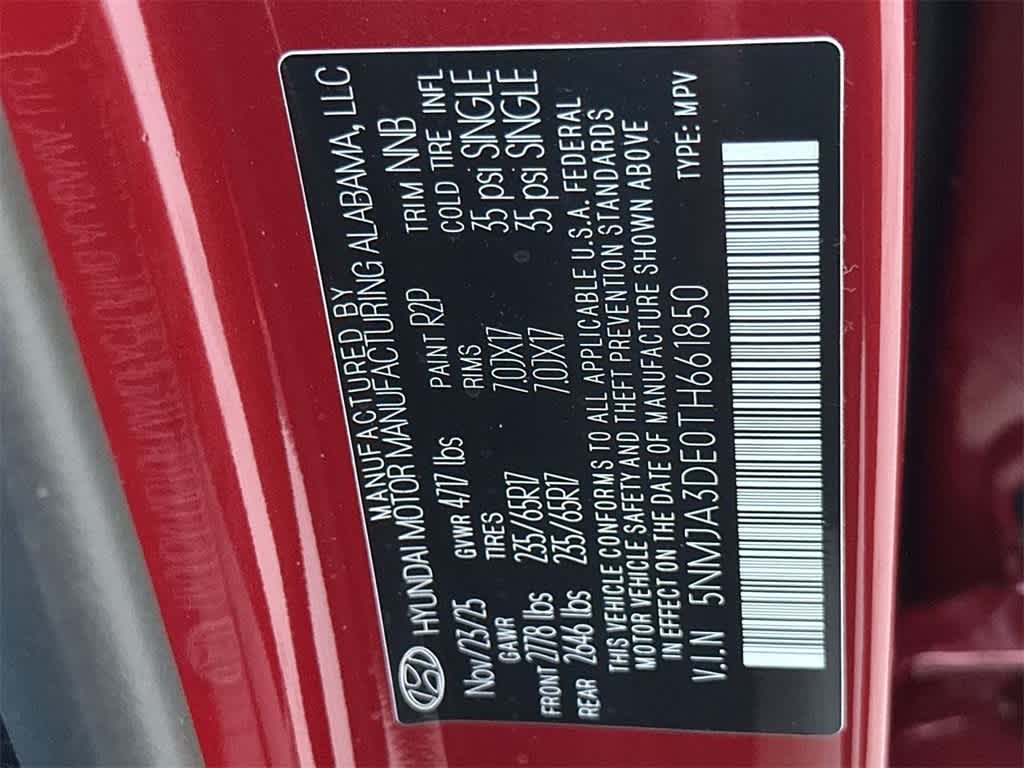 MANUFACTURED BY
HYUNDAI MOTOR MANUFACTURING ALABAMA, LLC
Nov/23/25 GVWR 4717 lbs PAINT R2P TRIM NNB
GAWR TIRES RIMS COLD TIRE INFL
FRONT 2778 lbs 235/65R17 7.0JX17 35 psi SINGLE
REAR 2646 lbs 235/65R17 7.0JX17 35 psi SINGLE
THIS VEHICLE CONFORMS TO ALL APPLICABLE U.S.A. FEDERAL
MOTOR VEHICLE SAFETY AND THEFT PREVENTION STANDARDS
IN EFFECT ON THE DATE OF MANUFACTURE SHOWN ABOVE
V.I.N 5NMJA3DE0TH661850 TYPE: MPV